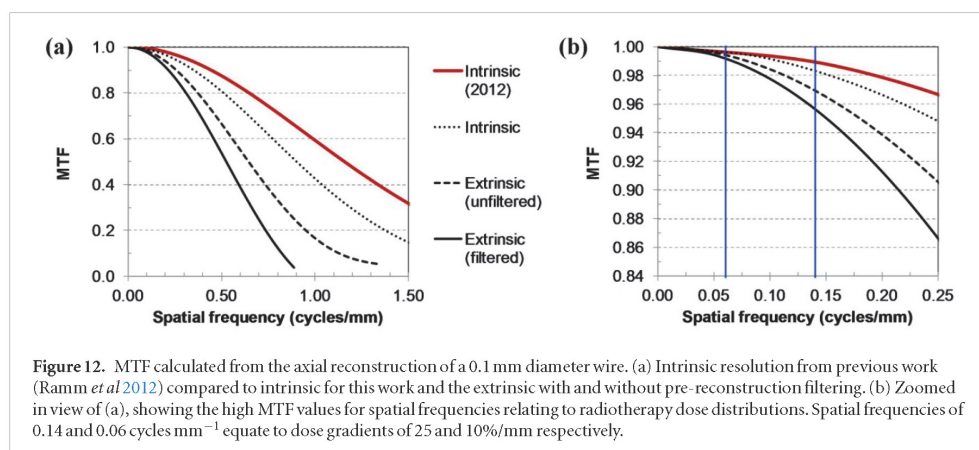 (a)
1.0
0.8
0.6
0.4
0.2
0.0
MTF
0.00 0.50 1.00 1.50
Spatial frequency (cycles/mm)
Intrinsic
(2012)
Intrinsic
Extrinsic
(unfiltered)
Extrinsic
(filtered)
(b)
1.00
0.98
0.96
0.94
0.92
0.90
0.88
0.86
0.84
MTF
0.00 0.05 0.10 0.15 0.20 0.25
Spatial frequency (cycles/mm)
Figure 12. MTF calculated from the axial reconstruction of a 0.1 mm diameter wire. (a) Intrinsic resolution from previous work
(Ramm et al 2012) compared to intrinsic for this work and the extrinsic with and without pre-reconstruction filtering. (b) Zoomed
in view of (a), showing the high MTF values for spatial frequencies relating to radiotherapy dose distributions. Spatial frequencies of
0.14 and 0.06 cycles mm⁻¹ equate to dose gradients of 25 and 10%/mm respectively.